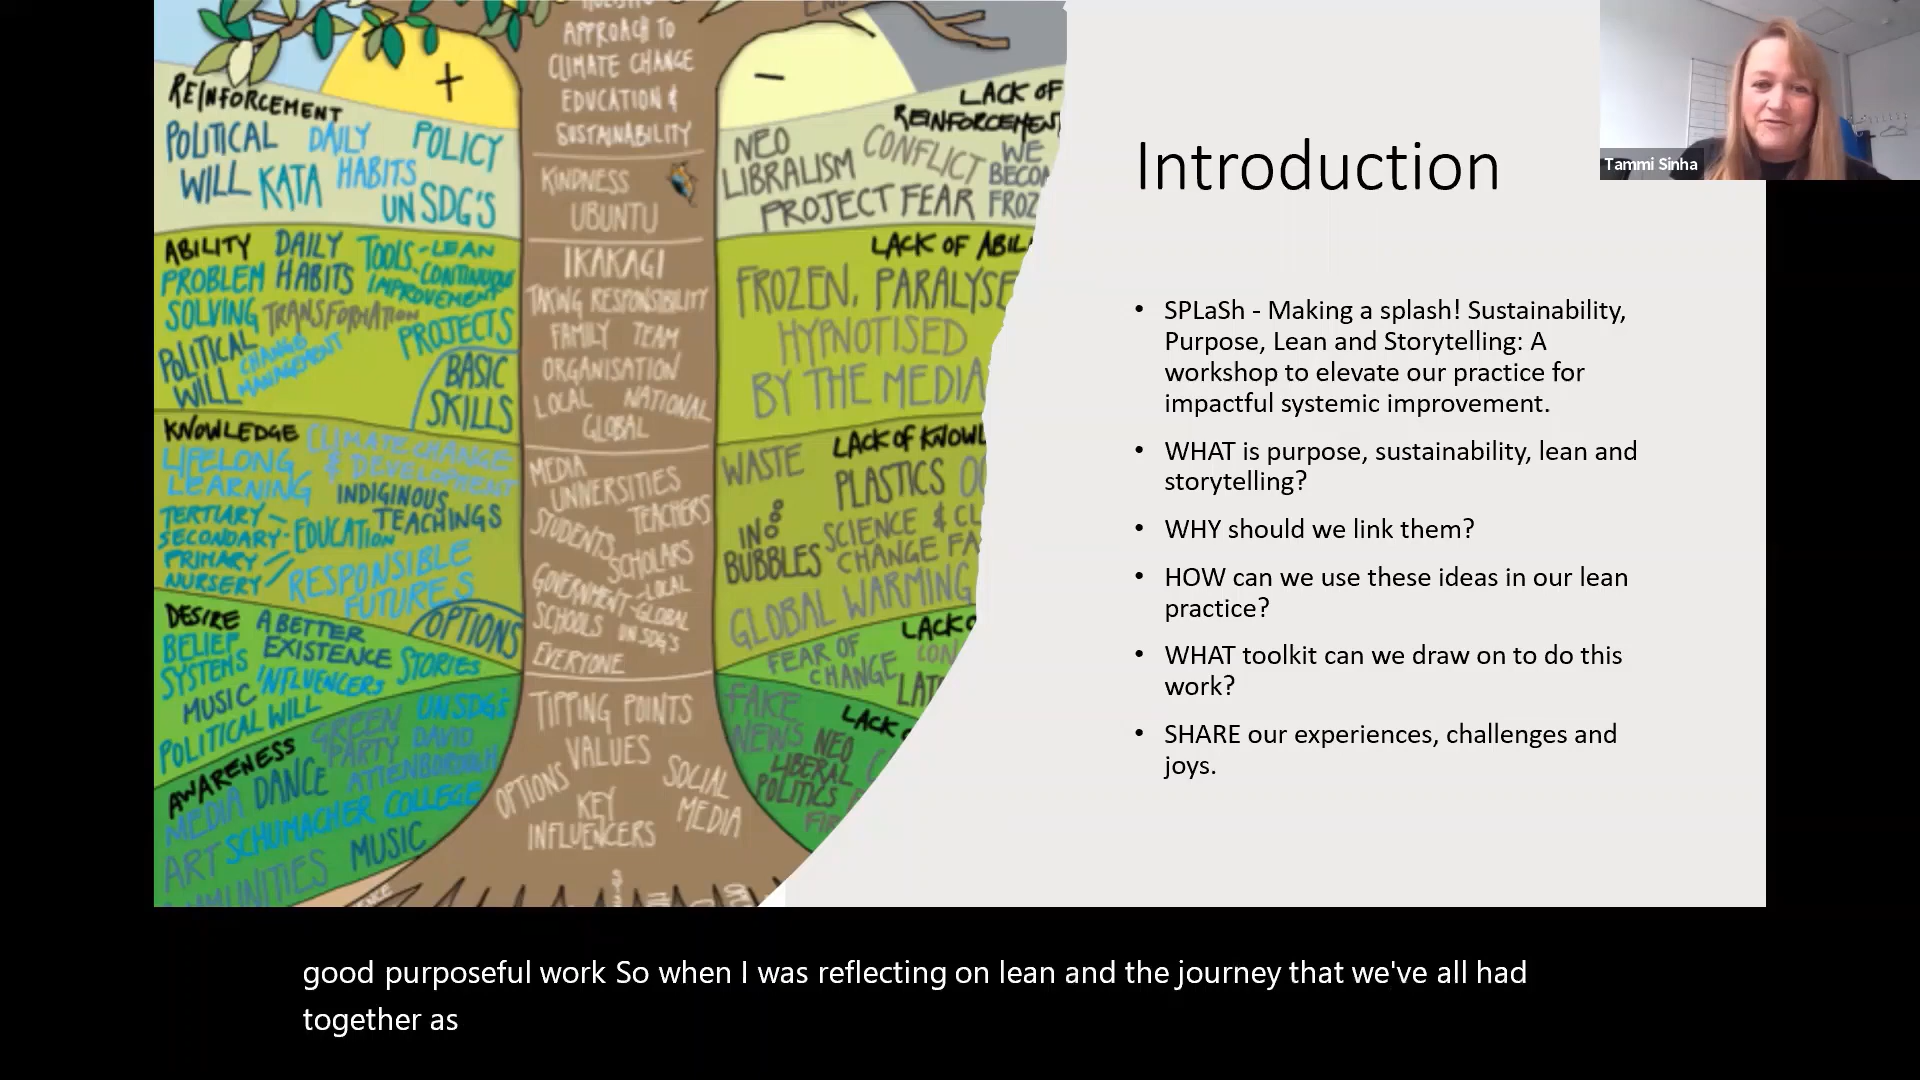 APPROACH TO
CLIMATE CHANGE
EDUCATION &
SUSTAINABILITY
KINDNESS
UBUNTU
IKAKAGI
TAKING RESPONSIBILITY
FAMILY TEAM
ORGANISATION
LOCAL NATIONAL
GLOBAL
MEDIA
UNIVERSITIES
TEACHERS
STUDENTS
SCHOLARS
GOVERNMENT-LOCAL
-GLOBAL
SCHOOLS UN SDG'S
EVERYONE
TIPPING POINTS
VALUES
OPTIONS
SOCIAL
MEDIA
KEY
INFLUENCERS
+
REINFORCEMENT
POLITICAL
WILL
DAILY
HABITS
POLICY
KATA
UN SDG'S
ABILITY
DAILY
HABITS
TOOLS-LEAN
-CONTINUOUS
IMPROVEMENT
PROBLEM
SOLVING
TRANSFORMATION
PROJECTS
POLITICAL
WILL
CHANGE
MANAGEMENT
BASIC
SKILLS
KNOWLEDGE
CLIMATE CHANGE
& DEVELOPMENT
LIFELONG
LEARNING
INDIGINOUS
TEACHINGS
TERTIARY-
SECONDARY-EDUCATION
PRIMARY
NURSERY
RESPONSIBLE
FUTURES
DESIRE
A BETTER
EXISTENCE
OPTIONS
BELIEF
SYSTEMS
STORIES
INFLUENCERS
MUSIC
POLITICAL WILL
AWARENESS
GREEN
PARTY
UN SDG'S
DAVID
ATTENBOROUGH
MEDIA
DANCE
SCHUMACHER COLLEGE
ART
MUSIC
-
LACK OF
REINFORCEMENT
NEO
LIBRALISM
CONFLICT
WE
PROJECT FEAR
LACK OF
FROZEN,
HYPNOTISED
BY THE MEDIA
LACK OF
WASTE
PLASTICS
IN
BUBBLES
SCIENCE &
CHANGE
GLOBAL WARMING
LACK
FEAR OF
CHANGE
FAKE
NEWS
LACK
NEO
LIBERAL
POLITICS
Introduction
• SPLaSh - Making a splash! Sustainability,
Purpose, Lean and Storytelling: A
workshop to elevate our practice for
impactful systemic improvement.
• WHAT is purpose, sustainability, lean and
storytelling?
• WHY should we link them?
• HOW can we use these ideas in our lean
practice?
• WHAT toolkit can we draw on to do this
work?
• SHARE our experiences, challenges and
joys.
Tammi Sinha
good purposeful work So when I was reflecting on lean and the journey that we've all had
together as